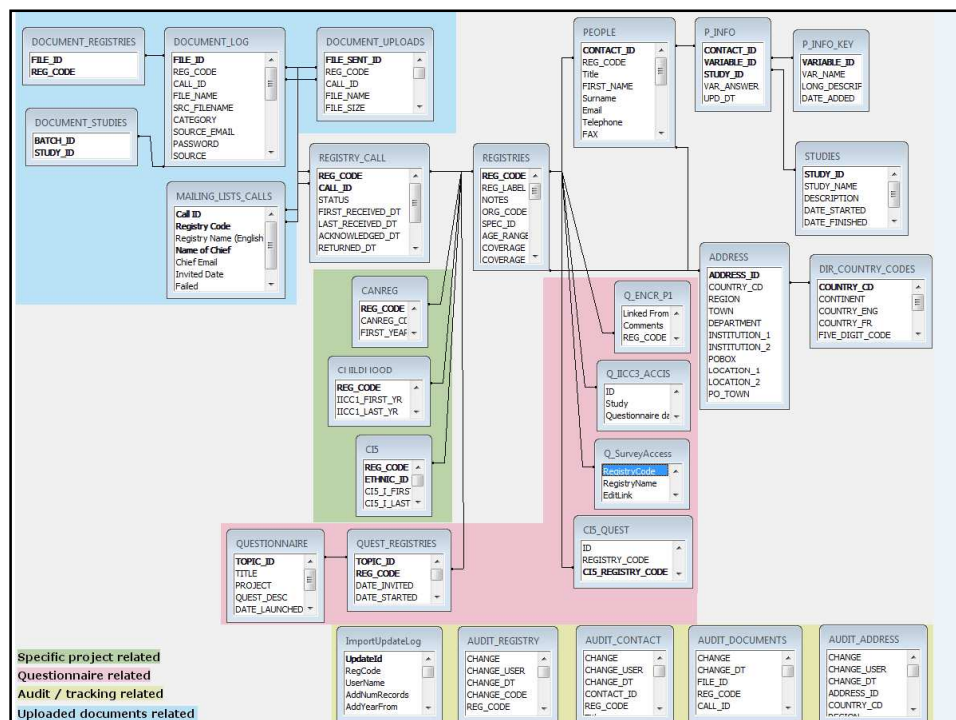 DOCUMENT_REGISTRIES
FILE_ID
REG_CODE
DOCUMENT_LOG
FILE_ID
REG_CODE
CALL_ID
FILE_NAME
SRC_FILENAME
CATEGORY
SOURCE_EMAIL
PASSWORD
SOURCE
DOCUMENT_UPLOADS
FILE_SENT_ID
REG_CODE
CALL_ID
FILE_NAME
FILE_SIZE
PEOPLE
CONTACT_ID
REG_CODE
Title
FIRST_NAME
Surname
Email
Telephone
FAX
P_INFO
CONTACT_ID
VARIABLE_ID
STUDY_ID
VAR_ANSWER
UPD_DT
P_INFO_KEY
VARIABLE_ID
VAR_NAME
LONG_DESCRIF
DATE_ADDED
DOCUMENT_STUDIES
BATCH_ID
STUDY_ID
MAILING_LISTS_CALLS
Call ID
Registry Code
Registry Name (English
Name of Chief
Chief Email
Invited Date
Failed
REGISTRY_CALL
REG_CODE
CALL_ID
STATUS
FIRST_RECEIVED_DT
LAST_RECEIVED_DT
ACKNOWLEDGED_DT
RETURNED_DT
REGISTRIES
REG_CODE
REG_LABEL
NOTES
ORG_CODE
SPEC_ID
AGE_RANGE
COVERAGE
COVERAGE
STUDIES
STUDY_ID
STUDY_NAME
DESCRIPTION
DATE_STARTED
DATE_FINISHED
ADDRESS
ADDRESS_ID
COUNTRY_CD
REGION
TOWN
DEPARTMENT
INSTITUTION_1
INSTITUTION_2
POBOX
LOCATION_1
LOCATION_2
PO_TOWN
DIR_COUNTRY_CODES
COUNTRY_CD
CONTINENT
COUNTRY_ENG
COUNTRY_FR
FIVE_DIGIT_CODE
CANREG
REG_CODE
CANREG_CI
FIRST_YEAF
CHILDHOOD
REG_CODE
IICC1_FIRST_YR
IICC1_LAST_YR
CI5
REG_CODE
ETHNIC_ID
CI5_I_FIRS
CI5_I_LAST
Q_ENCR_P1
Linked From
Comments
REG_CODE
Q_IICC3_ACCIS
ID
Study
Questionnaire da
Q_SurveyAccess
RegistryCode
RegistryName
EditLink
CI5_QUEST
ID
REGISTRY_CODE
CI5_REGISTRY_CODE
QUESTIONNAIRE
TOPIC_ID
TITLE
PROJECT
QUEST_DESC
DATE_LAUNCHED
QUEST_REGISTRIES
TOPIC_ID
REG_CODE
DATE_INVITED
DATE_STARTED
ImportUpdateLog
UpdateId
RegCode
UserName
AddNumRecords
AddYearFrom
AUDIT_REGISTRY
CHANGE
CHANGE_USER
CHANGE_DT
CHANGE_CODE
REG_CODE
AUDIT_CONTACT
CHANGE
CHANGE_USER
CHANGE_DT
CONTACT_ID
REG_CODE
AUDIT_DOCUMENTS
CHANGE
CHANGE_DT
FILE_ID
REG_CODE
CALL_ID
AUDIT_ADDRESS
CHANGE
CHANGE_USER
CHANGE_DT
ADDRESS_ID
COUNTRY_CD
Specific project related
Questionnaire related
Audit / tracking related
Uploaded documents related